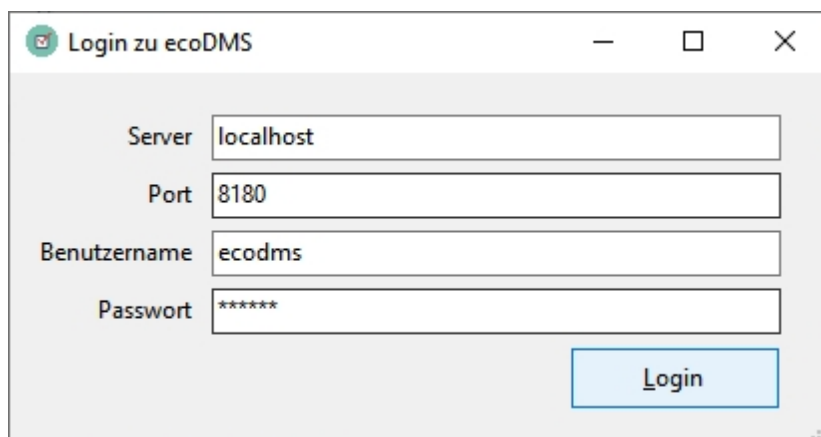 Login zu ecoDMS
Server localhost
Port 8180
Benutzername ecodms
Passwort ******
Login